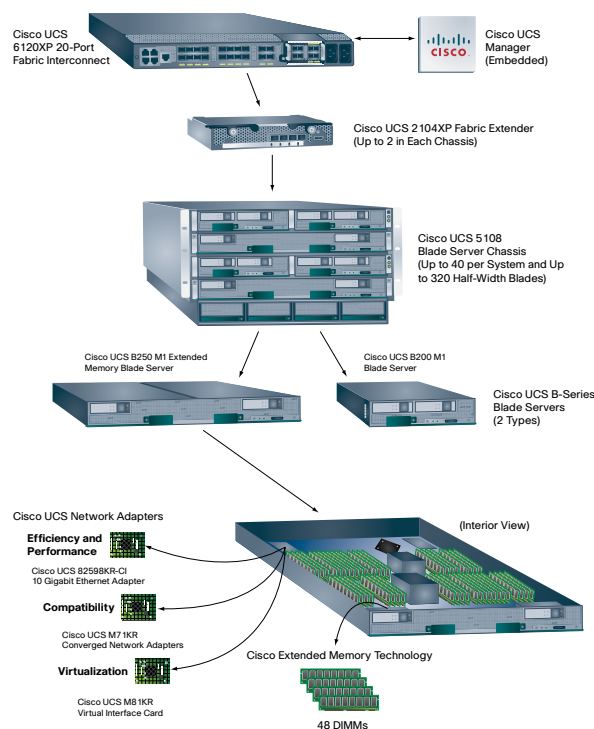 Cisco UCS
6120XP 20-Port
Fabric Interconnect
CISCO
Cisco UCS
Manager
(Embedded)
Cisco UCS 2104XP Fabric Extender
(Up to 2 in Each Chassis)
Cisco UCS 5108
Blade Server Chassis
(Up to 40 per System and Up
to 320 Half-Width Blades)
Cisco UCS B250 M1 Extended
Memory Blade Server
Cisco UCS B200 M1
Blade Server
Cisco UCS B-Series
Blade Servers
(2 Types)
Cisco UCS Network Adapters
Efficiency and
Performance
Cisco UCS 82598KR-CI
10 Gigabit Ethernet Adapter
Compatibility
Cisco UCS M71KR
Converged Network Adapters
Virtualization
Cisco UCS M81KR
Virtual Interface Card
(Interior View)
Cisco Extended Memory Technology
48 DIMMs